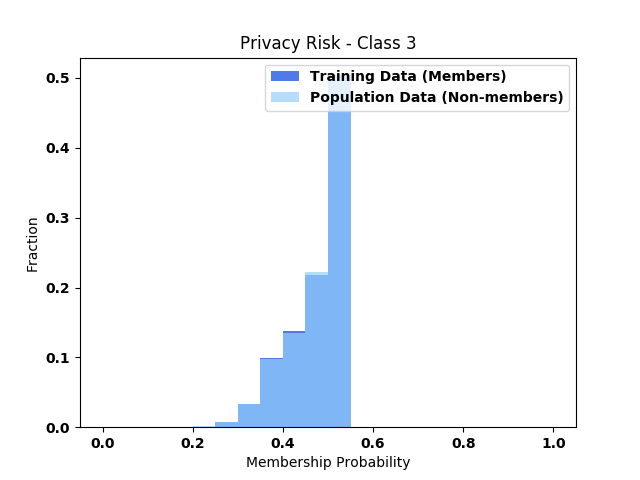 Privacy Risk - Class 3
Training Data (Members)
Population Data (Non-members)
0.5
0.4
0.3
0.2
0.1
0.0
Fraction
0.0 0.2 0.4 0.6 0.8 1.0
Membership Probability